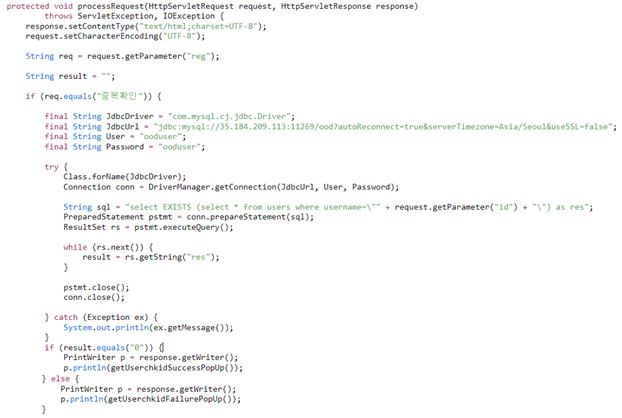 protected void processRequest(HttpServletRequest request, HttpServletResponse response)
throws ServletException, IOException {
response.setContentType("text/html;charset=UTF-8");
request.setCharacterEncoding("UTF-8");
String req = request.getParameter("reg");
String result = "";
if (req.equals("중복확인")) {
final String JdbcDriver = "com.mysql.cj.jdbc.Driver";
final String JdbcUrl = "jdbc:mysql://35.184.209.113:11269/ood?autoReconnect=true&serverTimezone=Asia/Seoul&useSSL=false";
final String User = "ooduser";
final String Password = "ooduser";
try {
Class.forName(JdbcDriver);
Connection conn = DriverManager.getConnection(JdbcUrl, User, Password);
String sql = "select EXISTS (select * from users where username=\"" + request.getParameter("id") + "\") as res";
PreparedStatement pstmt = conn.prepareStatement(sql);
ResultSet rs = pstmt.executeQuery();
while (rs.next()) {
result = rs.getString("res");
}
pstmt.close();
conn.close();
} catch (Exception ex) {
System.out.println(ex.getMessage());
}
if (result.equals("0")) {
PrintWriter p = response.getWriter();
p.println(getUserchkidSuccessPopUp());
} else {
PrintWriter p = response.getWriter();
p.println(getUserchkidFailurePopUp());
}